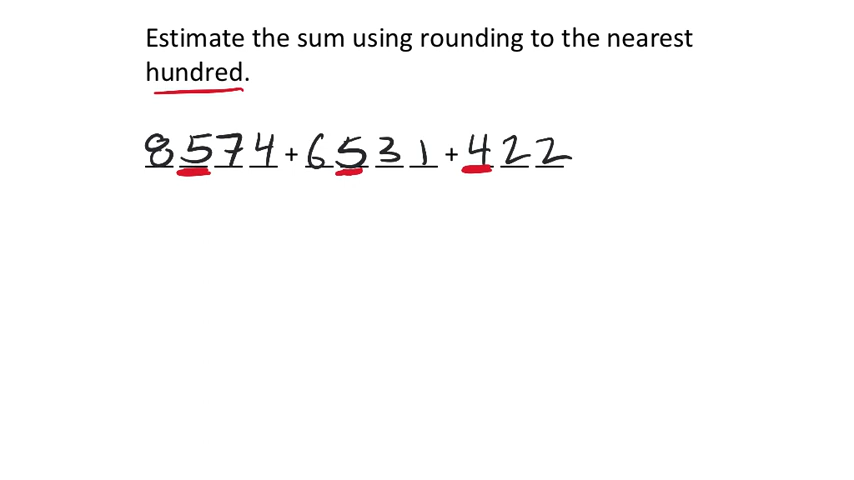 Estimate the sum using rounding to the nearest
hundred.
8574 + 6531 + 422